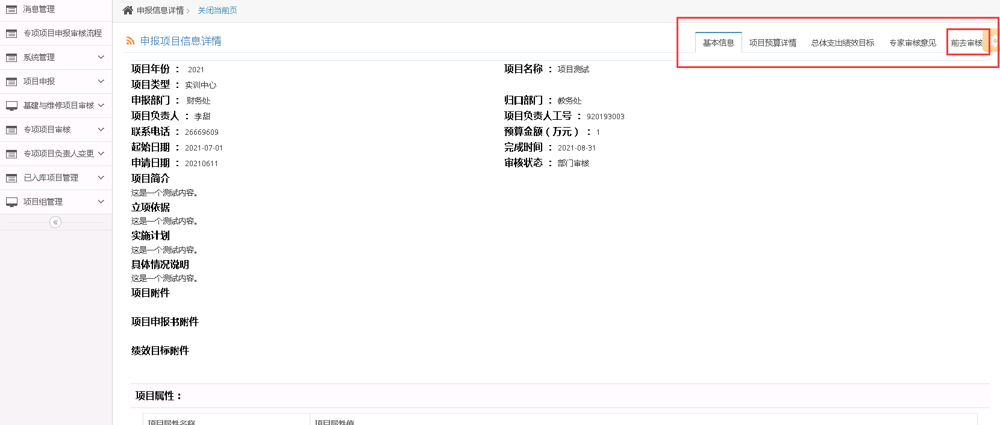 消息管理
专项项目申报审核流程
系统管理
项目申报
基建与维修项目审核
专项项目审核
专项项目负责人变更
已入库项目管理
项目组管理
申报信息详情 关闭当前页
申报项目信息详情
基本信息 项目预算详情 总体支出绩效目标 专家审核意见 前去审核
项目年份 ： 2021 项目名称 ： 项目测试
项目类型 ： 实训中心
申报部门 ： 财务处 归口部门 ： 教务处
项目负责人 ： 李甜 项目负责人工号 ： 920193003
联系电话 ： 26669609 预算金额（万元） ： 1
起始日期 ： 2021-07-01 完成时间 ： 2021-08-31
申请日期 ： 20210611 审核状态 ： 部门审核
项目简介
这是一个测试内容。
立项依据
这是一个测试内容。
实施计划
这是一个测试内容。
具体情况说明
这是一个测试内容。
项目附件
项目申报书附件
绩效目标附件
项目属性：
项目属性名称 项目属性值